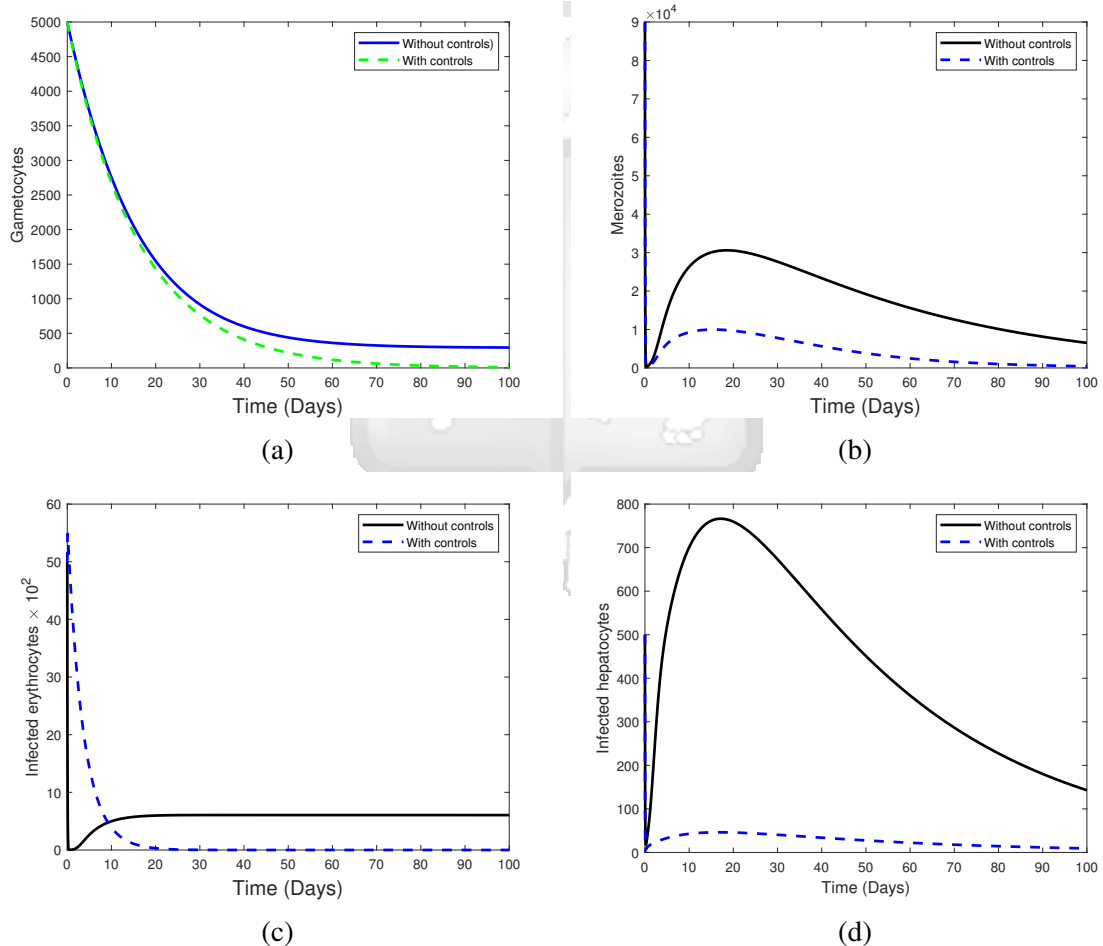 Without controls)
With controls
5000
4500
4000
3500
3000
2500
2000
1500
1000
500
0
Gametocytes
0 10 20 30 40 50 60 70 80 90 100
Time (Days)
(a)
×10⁴
Without controls
With controls
9
8
7
6
5
4
3
2
1
0
Merozoites
0 10 20 30 40 50 60 70 80 90 100
Time (Days)
(b)
Without controls
With controls
60
50
40
30
20
10
0
Infected erythrocytes × 10²
0 10 20 30 40 50 60 70 80 90 100
Time (Days)
(c)
Without controls
With controls
800
700
600
500
400
300
200
100
0
Infected hepatocytes
0 10 20 30 40 50 60 70 80 90 100
Time (Days)
(d)